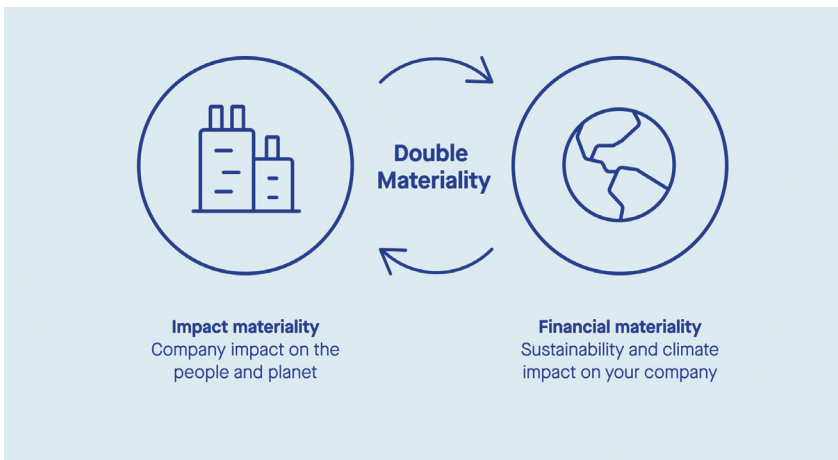 Double
Materiality
Impact materiality
Company impact on the
people and planet
Financial materiality
Sustainability and climate
impact on your company